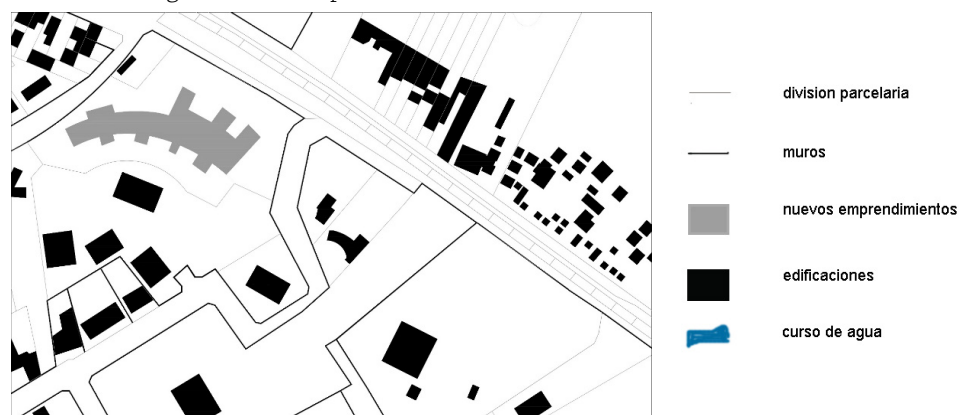 division parcelaria
muros
nuevos emprendimientos
edificaciones
curso de agua